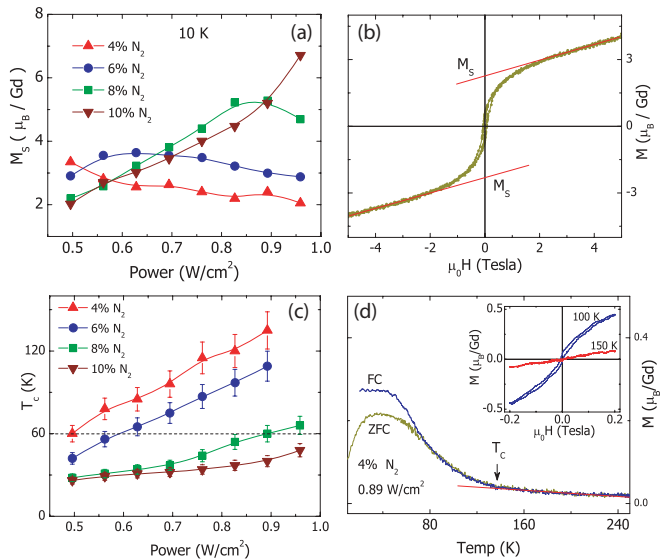 (a)
10 K
4% N2
6% N2
8% N2
10% N2
MS ( μB / Gd)
7
6
5
4
3
2
0.5 0.6 0.7 0.8 0.9 1.0
Power (W/cm2)
(b)
MS
MS
3
0
-3
M (μB / Gd)
-4 -2 0 2 4
μ0H (Tesla)
(c)
4% N2
6% N2
8% N2
10% N2
Tc (K)
120
90
60
30
0
0.4 0.5 0.6 0.7 0.8 0.9 1.0
Power (W/cm2)
(d)
FC
ZFC
4% N2
0.89 W/cm2
TC
0.5
0.0
-0.5
M (μB/Gd)
100 K
150 K
-0.2 0.0 0.2
μ0H (Tesla)
0.4
0.0
M (μB/Gd)
80 160 240
Temp (K)